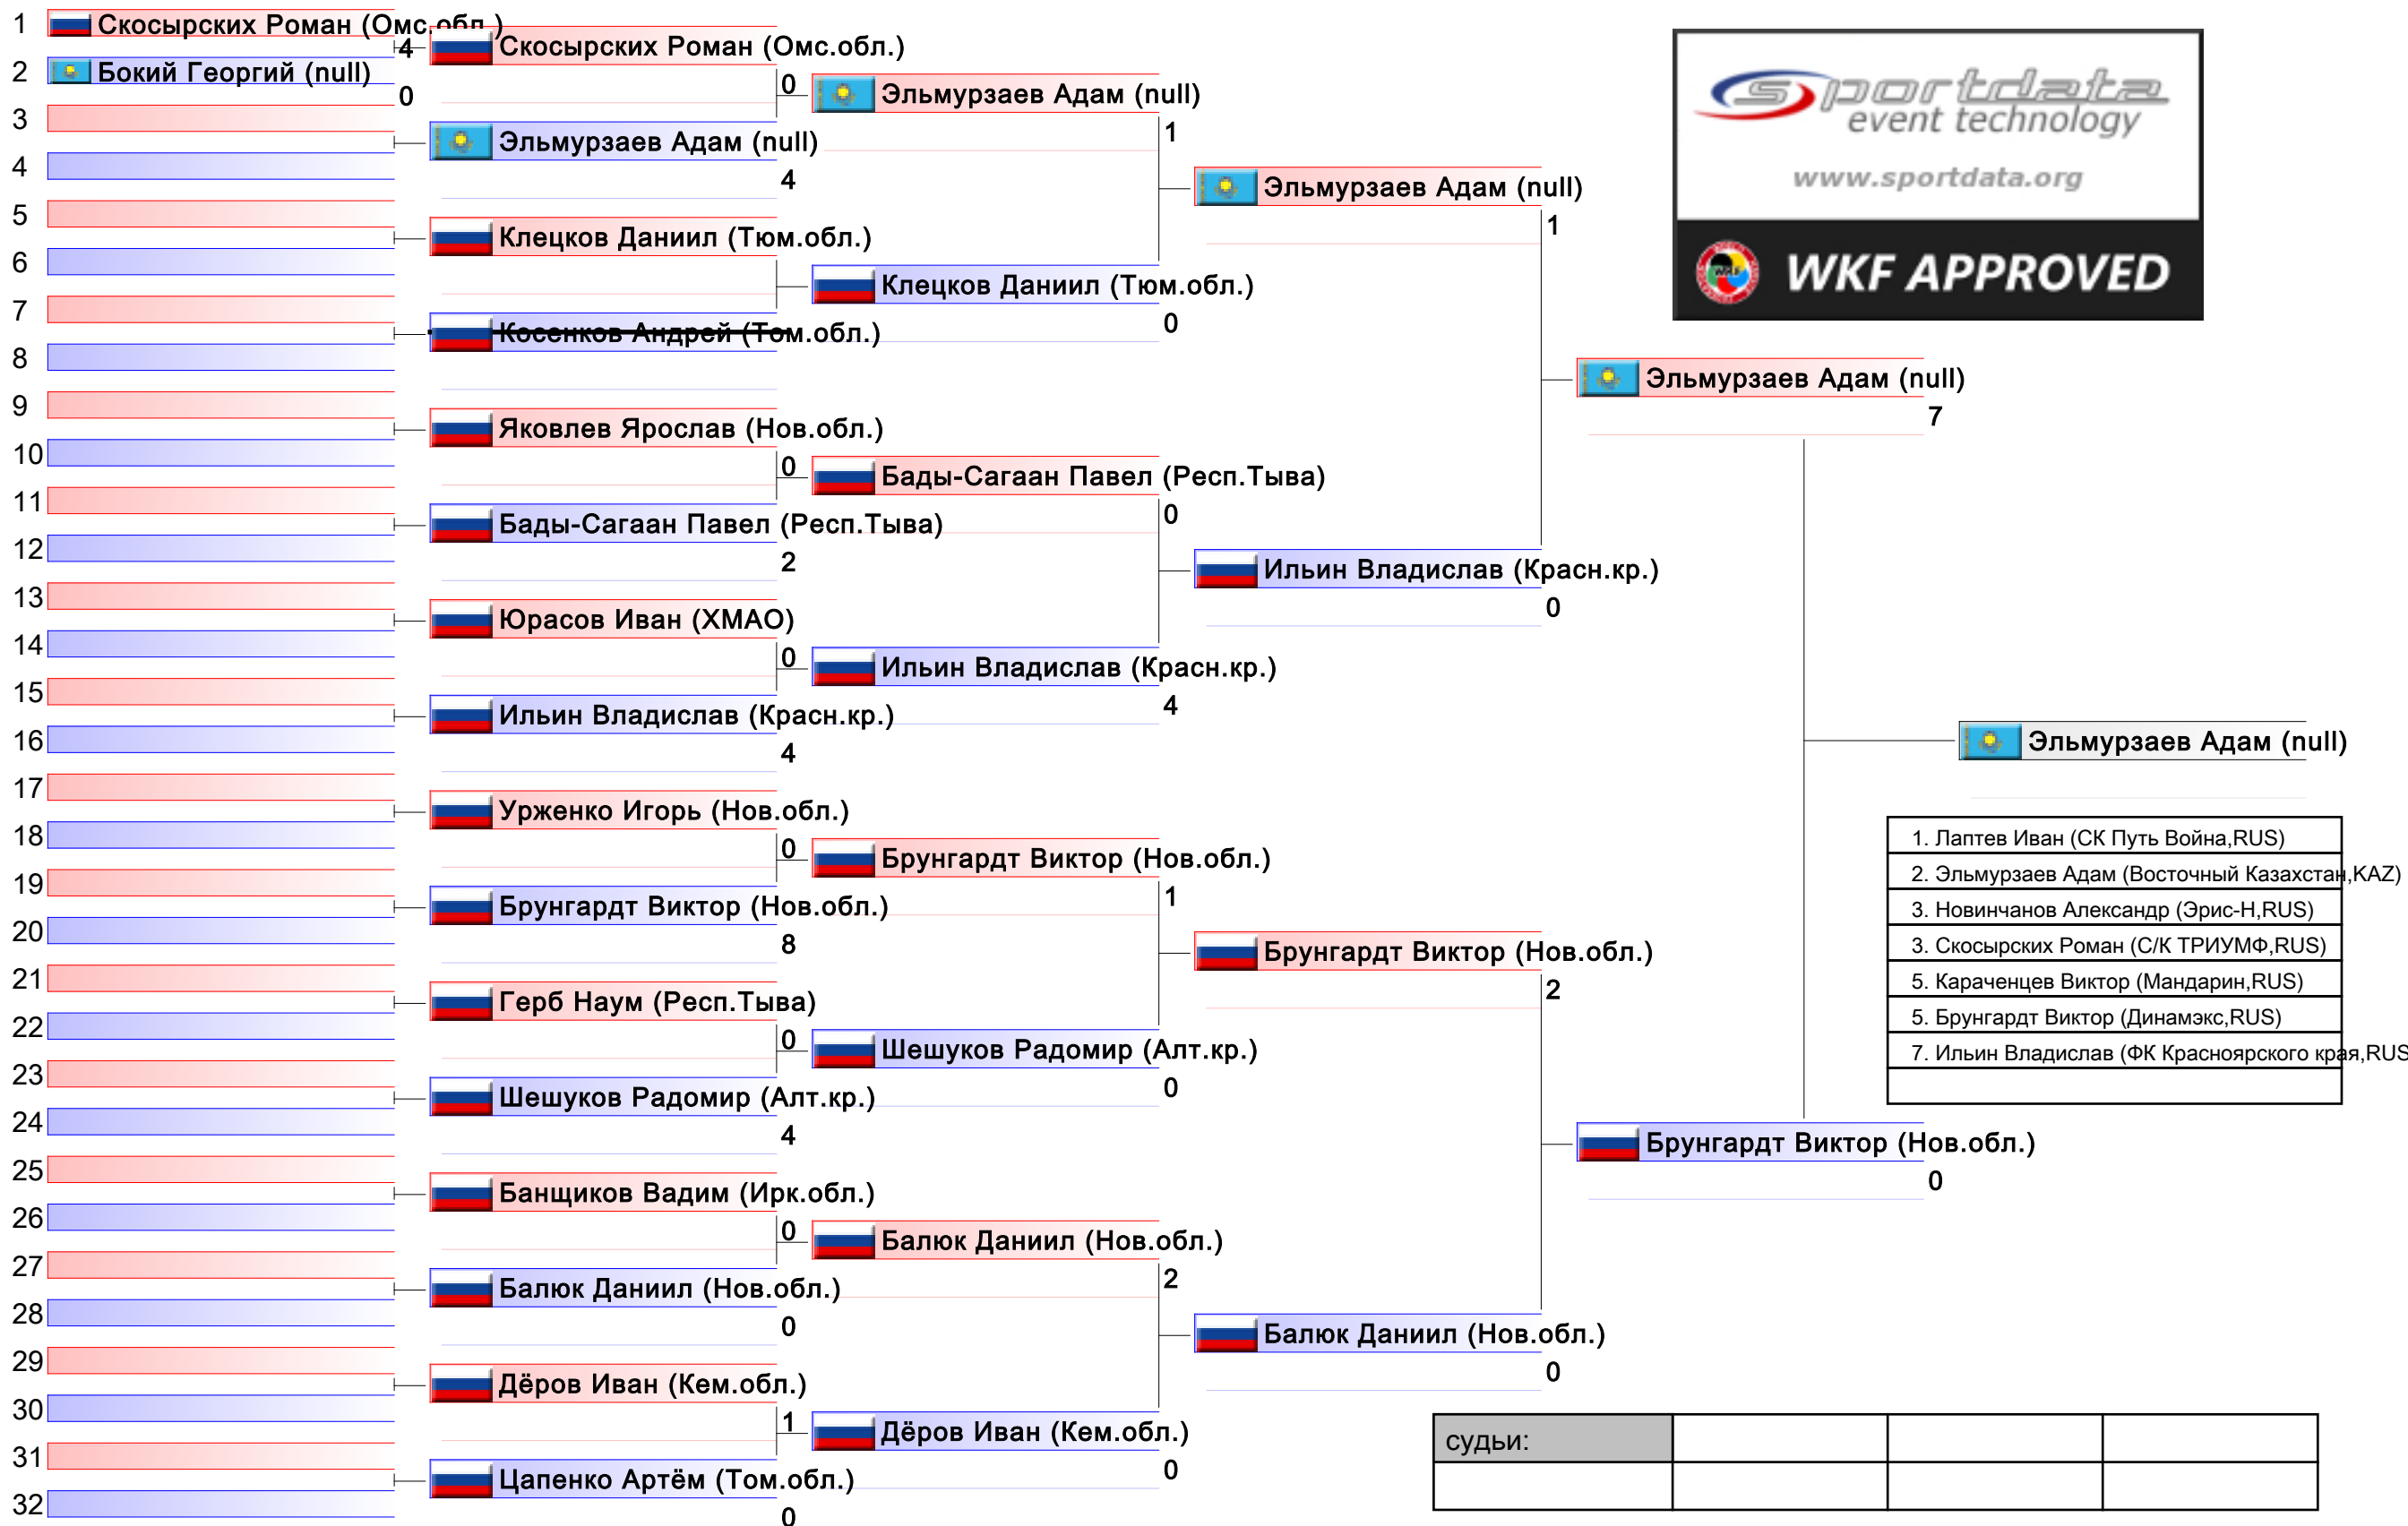 1
Скосырских Роман (Омс.обл.)
4
2
Бокий Георгий (null)
0
3
4
5
6
7
8
9
10
11
12
13
14
15
16
17
18
19
20
21
22
23
24
25
26
27
28
29
30
31
32
Скосырских Роман (Омс.обл.)
0
Эльмурзаев Адам (null)
4
Клецков Даниил (Тюм.обл.)
Косенков Андрей (Том.обл.)
Яковлев Ярослав (Нов.обл.)
0
Бады-Сагаан Павел (Респ.Тыва)
2
Юрасов Иван (ХМАО)
0
Ильин Владислав (Красн.кр.)
4
Урженко Игорь (Нов.обл.)
0
Брунгардт Виктор (Нов.обл.)
8
Герб Наум (Респ.Тыва)
0
Шешуков Радомир (Алт.кр.)
4
Банщиков Вадим (Ирк.обл.)
0
Балюк Даниил (Нов.обл.)
0
Дёров Иван (Кем.обл.)
1
Цапенко Артём (Том.обл.)
0
Эльмурзаев Адам (null)
1
Клецков Даниил (Тюм.обл.)
0
Бады-Сагаан Павел (Респ.Тыва)
0
Ильин Владислав (Красн.кр.)
4
Брунгардт Виктор (Нов.обл.)
1
Шешуков Радомир (Алт.кр.)
0
Балюк Даниил (Нов.обл.)
2
Дёров Иван (Кем.обл.)
0
Эльмурзаев Адам (null)
1
Ильин Владислав (Красн.кр.)
0
Брунгардт Виктор (Нов.обл.)
2
Балюк Даниил (Нов.обл.)
0
Эльмурзаев Адам (null)
7
Брунгардт Виктор (Нов.обл.)
0
Эльмурзаев Адам (null)
sportdata
event technology
www.sportdata.org
WKF
WKF APPROVED
1. Лаптев Иван (СК Путь Война,RUS)
2. Эльмурзаев Адам (Восточный Казахстан,KAZ)
3. Новинчанов Александр (Эрис-Н,RUS)
3. Скосырских Роман (С/К ТРИУМФ,RUS)
5. Караченцев Виктор (Мандарин,RUS)
5. Брунгардт Виктор (Динамэкс,RUS)
7. Ильин Владислав (ФК Красноярского края,RUS
судьи: